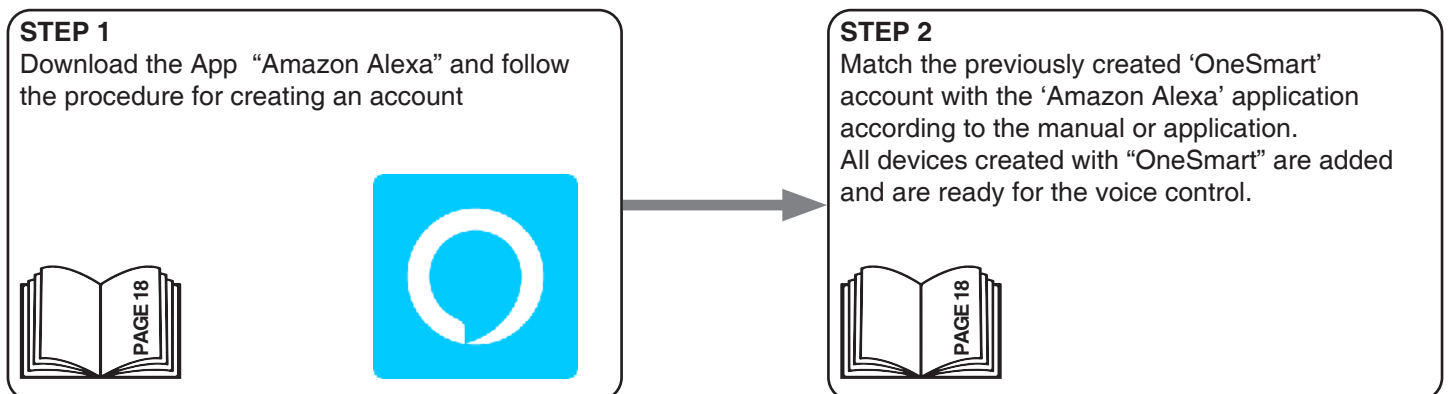 STEP 1
Download the App “Amazon Alexa” and follow
the procedure for creating an account
PAGE 18
STEP 2
Match the previously created ‘OneSmart’
account with the ‘Amazon Alexa’ application
according to the manual or application.
All devices created with “OneSmart” are added
and are ready for the voice control.
PAGE 18